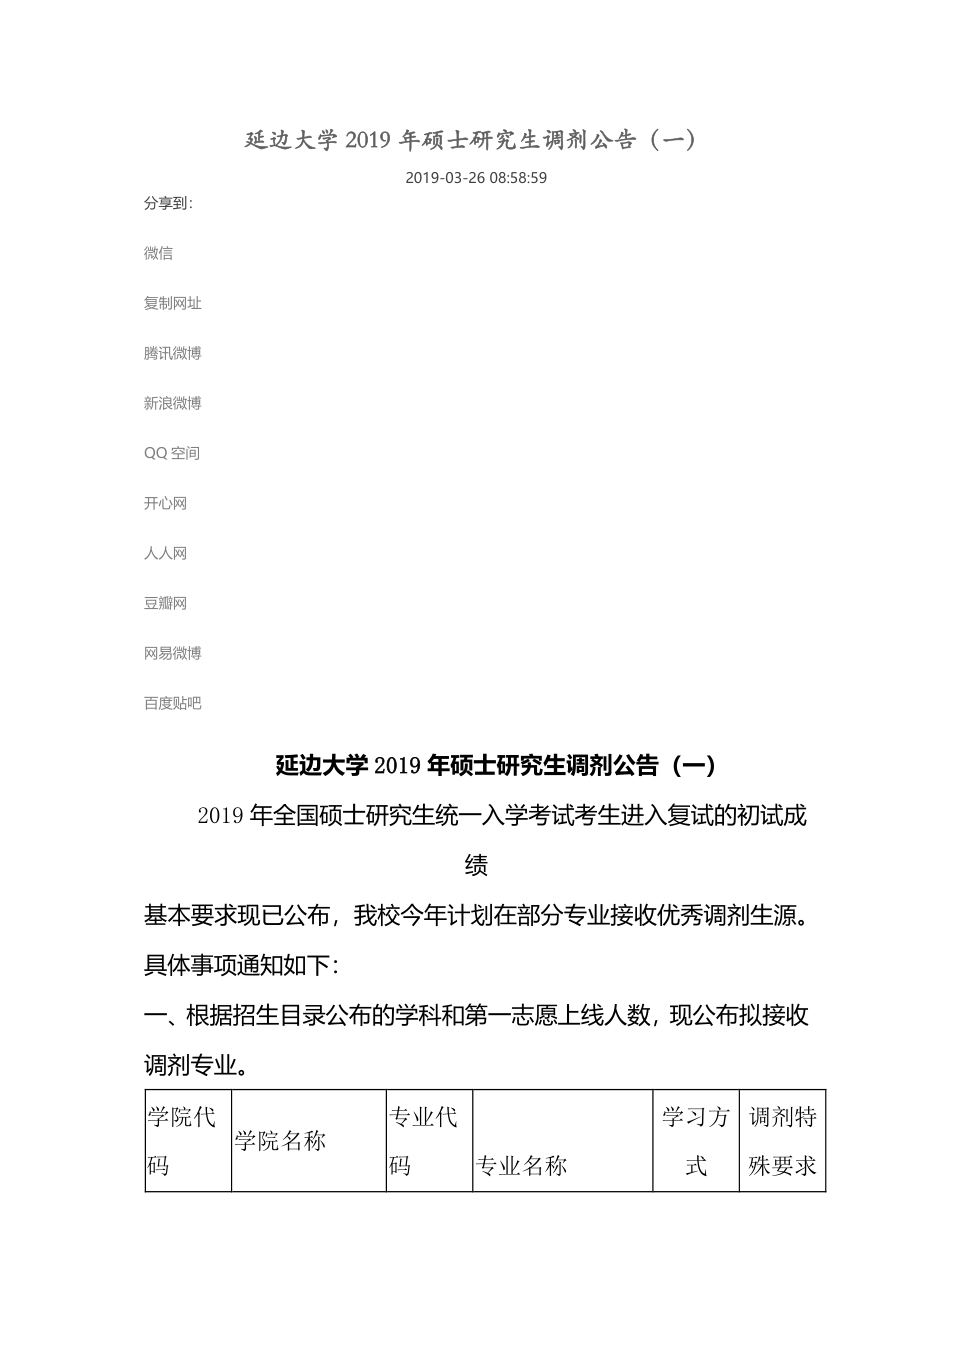 延边大学 2019 年硕士研究生调剂公告（一）
2019-03-26 08:58:59
分享到：
微信
复制网址
腾讯微博
新浪微博
QQ 空间
开心网
人人网
豆瓣网
网易微博
百度贴吧
延边大学 2019 年硕士研究生调剂公告（一）
2019 年全国硕士研究生统一入学考试考生进入复试的初试成
绩
基本要求现已公布，我校今年计划在部分专业接收优秀调剂生源。
具体事项通知如下：
一、根据招生目录公布的学科和第一志愿上线人数，现公布拟接收
调剂专业。
学院代码 学院名称 专业代码 专业名称 学习方式 调剂特殊要求